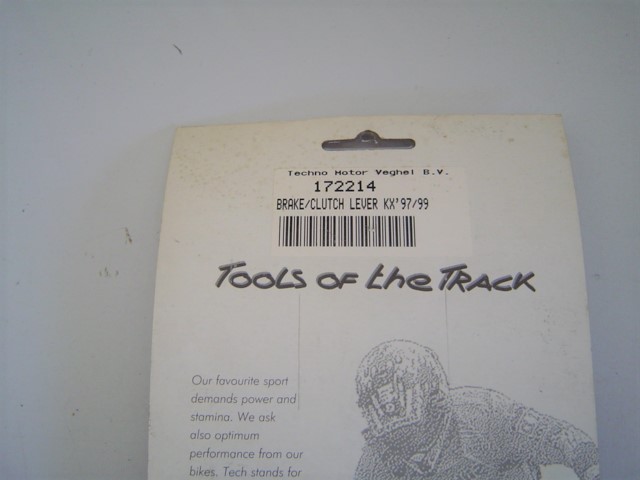 Techno Motor Veghel B.V.
172214
BRAKE/CLUTCH LEVER KX'97/99
TOOLS OF the TRACK
Our favourite sport
demands power and
stamina. We ask
also optimum
performance from our
bikes. Tech stands for